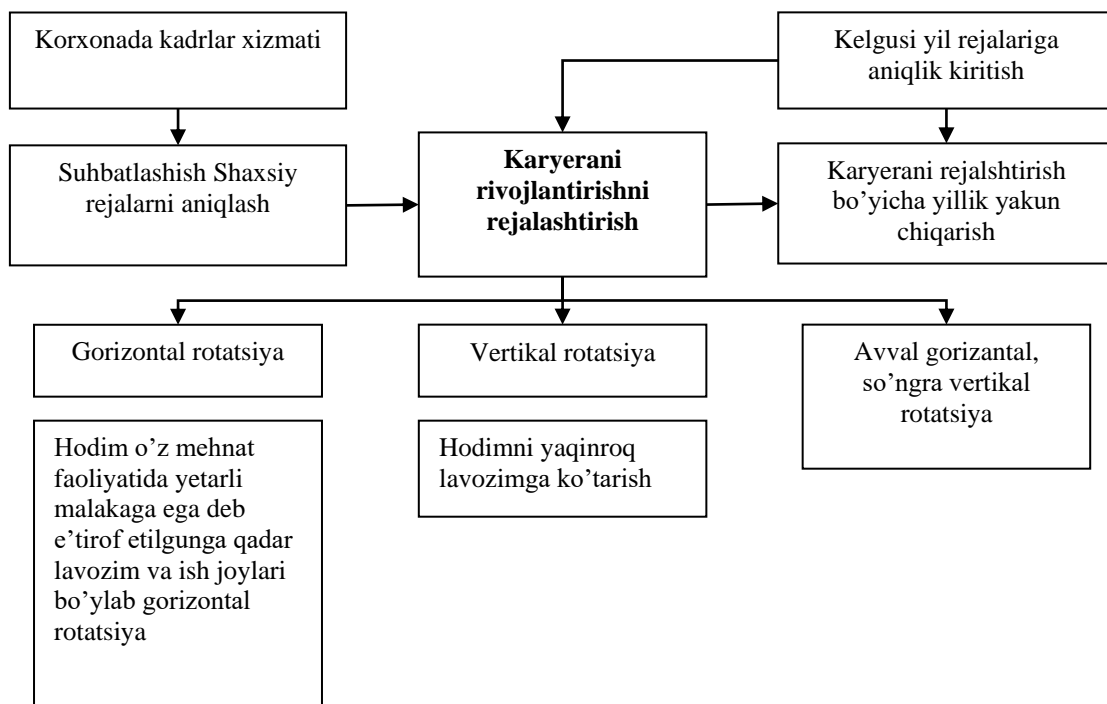 Korxonada kadrlar xizmati
Kelgusi yil rejalariga
aniqlik kiritish
Suhbatlashish Shaxsiy
rejalarni aniqlash
Karyerani
rivojlantirishni
rejalashtirish
Karyerani rejalshtirish
bo’yicha yillik yakun
chiqarish
Gorizontal rotatsiya
Vertikal rotatsiya
Avval gorizantal,
so’ngra vertikal
rotatsiya
Hodim o’z mehnat
faoliyatida yetarli
malakaga ega deb
e’tirof etilgunga qadar
lavozim va ish joylari
bo’ylab gorizontal
rotatsiya
Hodimni yaqinroq
lavozimga ko’tarish